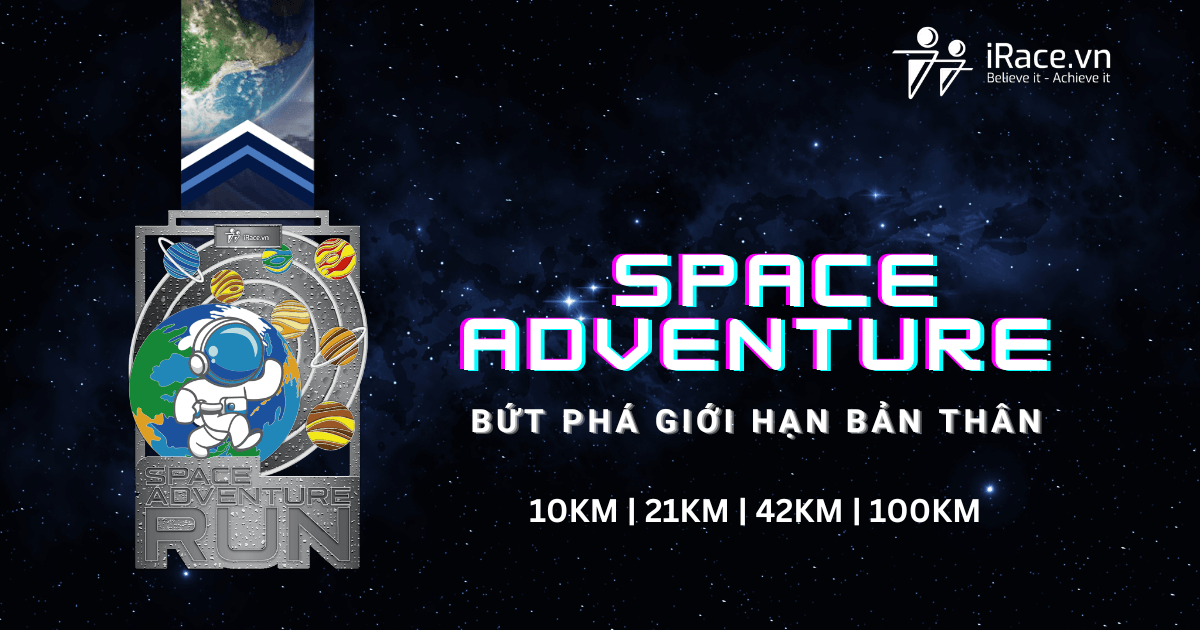 iRace.vn
Believe it - Achieve it
iRace.vn
SPACE
ADVENTURE
BỨT PHÁ GIỚI HẠN BẢN THÂN
10KM | 21KM | 42KM | 100KM
SPACE
ADVENTURE
RUN